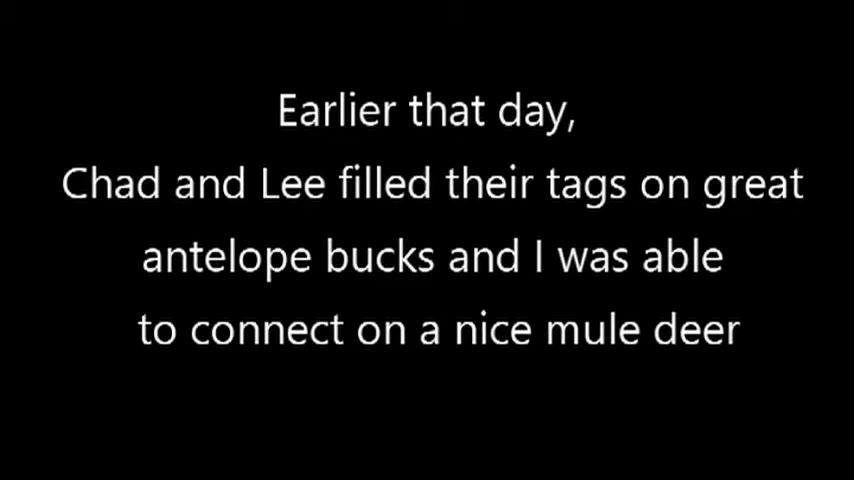 Earlier that day,
Chad and Lee filled their tags on great
antelope bucks and I was able
to connect on a nice mule deer